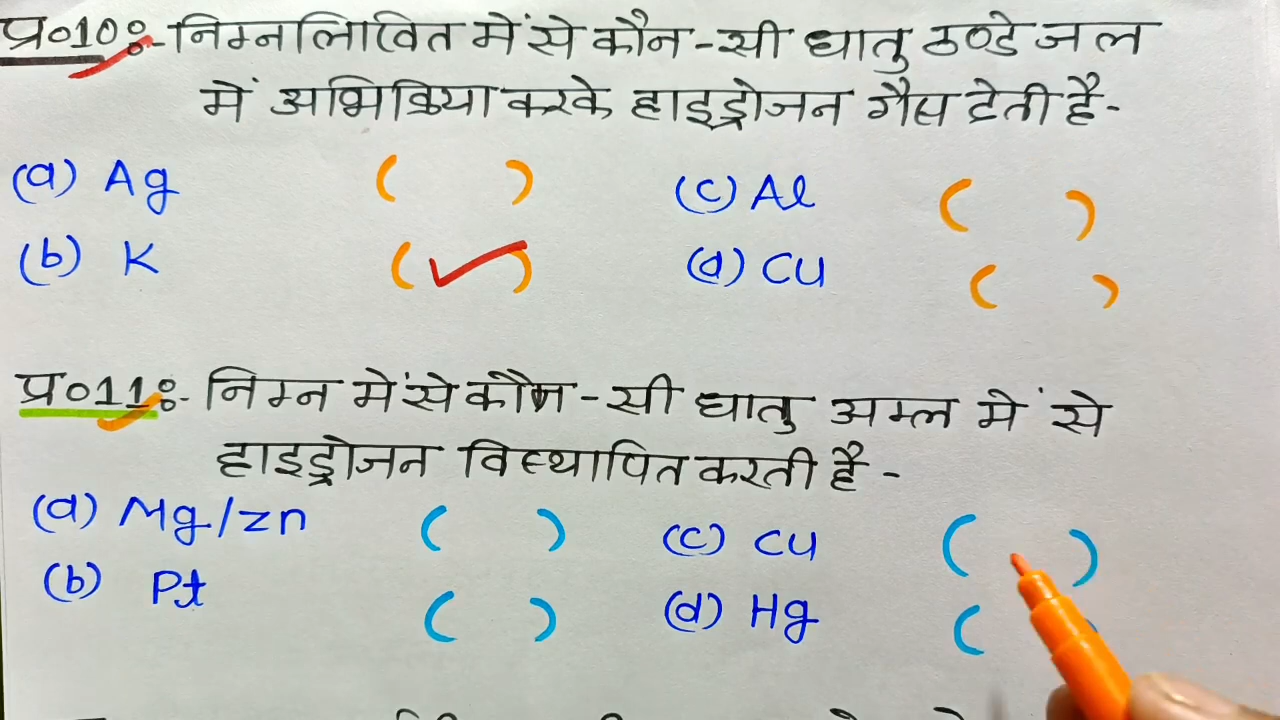 प्र०10:- निम्नलिखित में से कौन-सी धातु ठण्डे जल
में अभिक्रिया करके हाइड्रोजन गैस देती है-
(a) Ag ( ) (c) Al ( )
(b) K (✓) (d) Cu ( )
प्र०11:- निम्न में से कौन-सी धातु अम्ल में से
हाइड्रोजन विस्थापित करती है-
(a) Mg/zn ( ) (c) Cu ( )
(b) Pt ( ) (d) Hg ( )